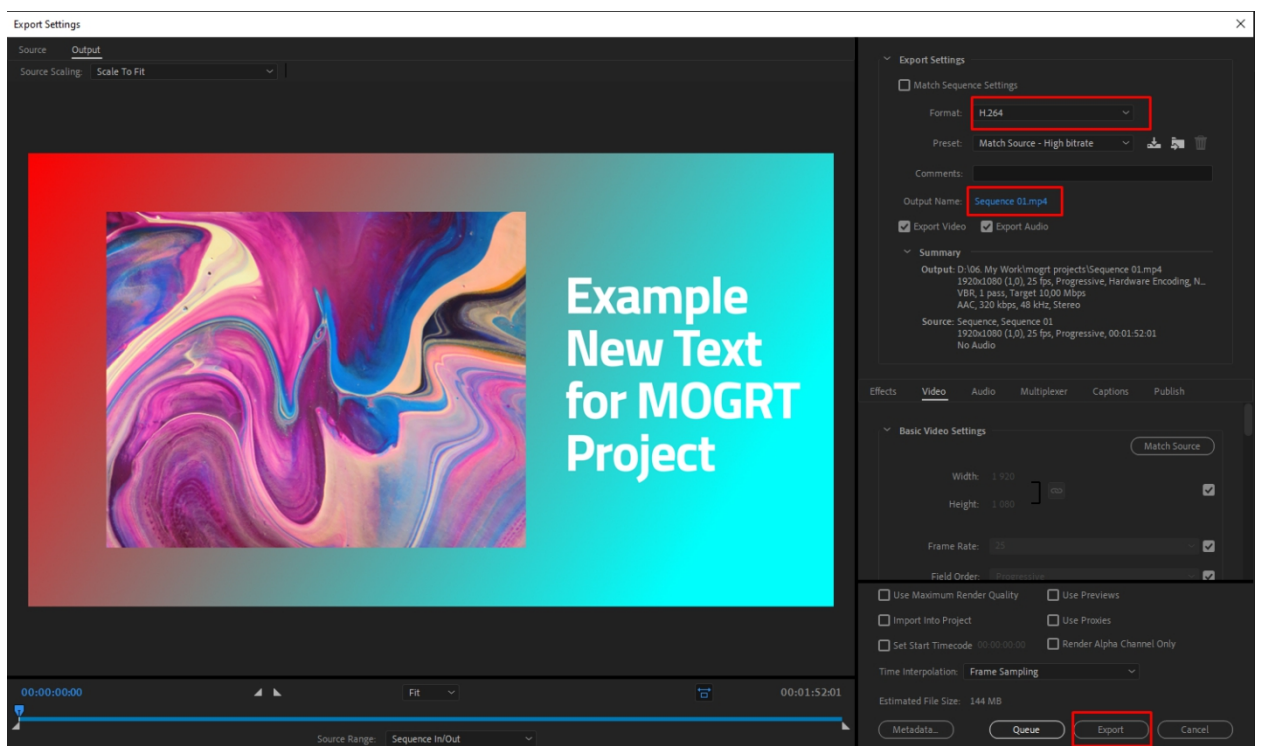 Export Settings
Source Output
Source Scaling: Scale To Fit
Example
New Text
for MOGRT
Project
00:00:00:00 Fit 00:01:52:01
Source Range: Sequence In/Out
Export Settings
Match Sequence Settings
Format: H.264
Preset: Match Source - High bitrate
Comments:
Output Name: Sequence 01.mp4
Export Video Export Audio
Summary
Output: D:\06. My Work\mogrt projects\Sequence 01.mp4
1920x1080 (1,0), 25 fps, Progressive, Hardware Encoding, N...
VBR, 1 pass, Target 10,00 Mbps
AAC, 320 kbps, 48 kHz, Stereo
Source: Sequence, Sequence 01
1920x1080 (1,0), 25 fps, Progressive, 00:01:52:01
No Audio
Effects Video Audio Multiplexer Captions Publish
Basic Video Settings
Match Source
Width: 1 920
Height: 1 080
Frame Rate: 25
Field Order: Progressive
Use Maximum Render Quality Use Previews
Import Into Project Use Proxies
Set Start Timecode 00:00:00:00 Render Alpha Channel Only
Time Interpolation: Frame Sampling
Estimated File Size: 144 MB
Metadata... Queue Export Cancel